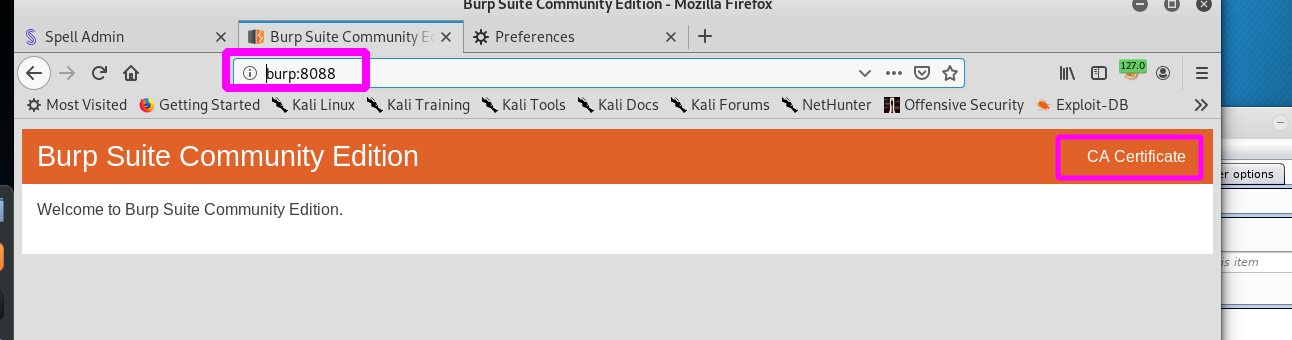 Burp Suite Community Edition - Mozilla Firefox
Spell Admin
Burp Suite Community E
Preferences
burp:8088
127.0
Most Visited Getting Started Kali Linux Kali Training Kali Tools Kali Docs Kali Forums NetHunter Offensive Security Exploit-DB
Burp Suite Community Edition
CA Certificate
Welcome to Burp Suite Community Edition.
er options
is item